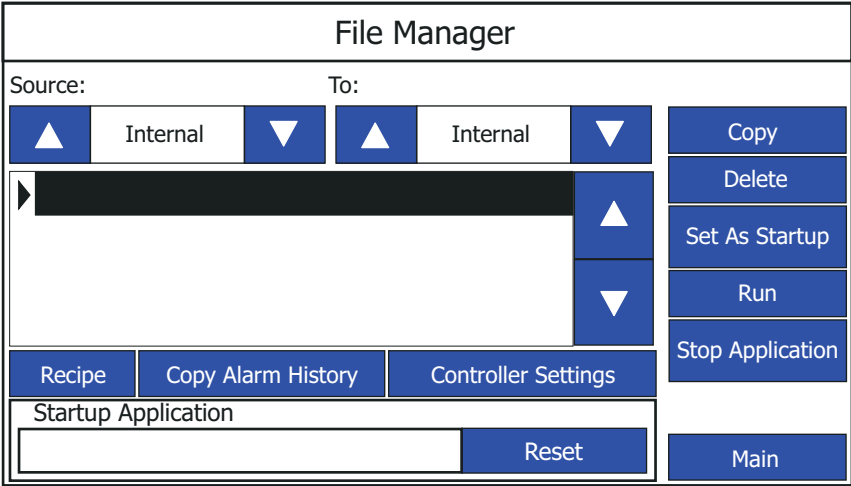 File Manager
Source:
To:
Internal
Internal
Copy
Delete
Set As Startup
Run
Stop Application
Recipe
Copy Alarm History
Controller Settings
Startup Application
Reset
Main